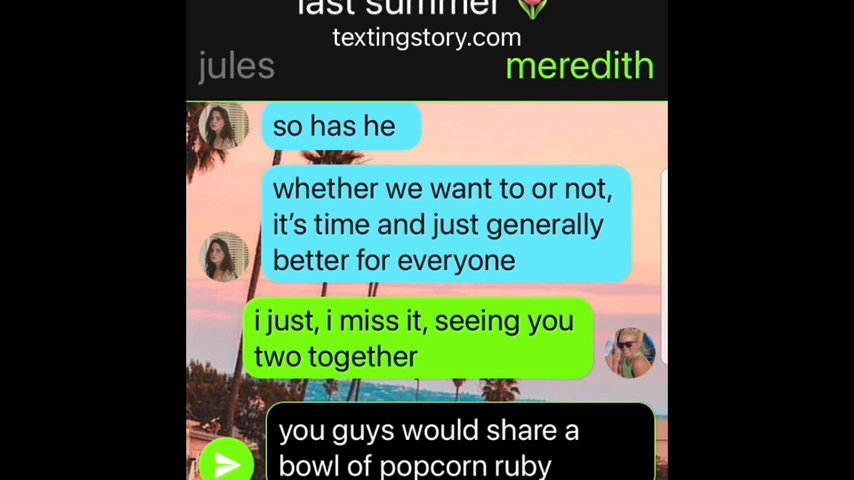 last summer 🌷
textingstory.com
jules
meredith
so has he
whether we want to or not,
it's time and just generally
better for everyone
i just, i miss it, seeing you
two together
you guys would share a
bowl of popcorn ruby